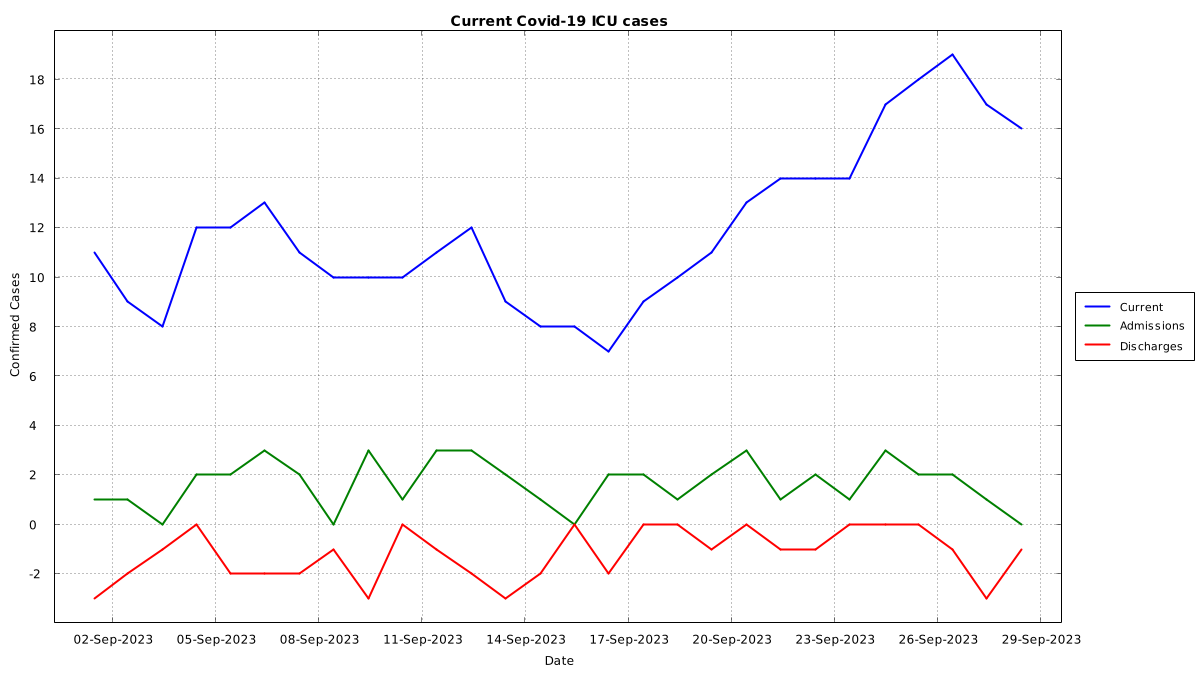 Current Covid-19 ICU cases
18
16
14
12
10
8
6
4
2
0
-2
Confirmed Cases
02-Sep-2023 05-Sep-2023 08-Sep-2023 11-Sep-2023 14-Sep-2023 17-Sep-2023 20-Sep-2023 23-Sep-2023 26-Sep-2023 29-Sep-2023
Date
Current
Admissions
Discharges